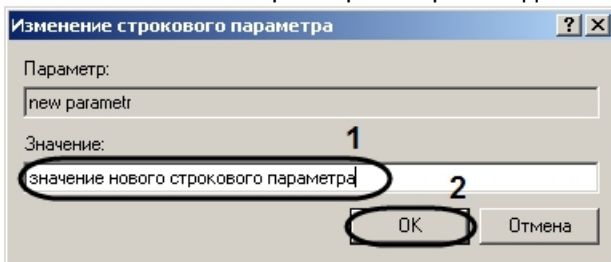 Изменение строкового параметра
Параметр:
new parametr
Значение:
1
значение нового строкового параметра
2
OK
Отмена